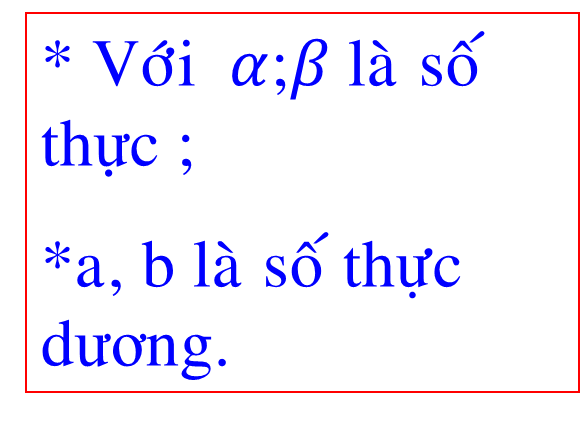 * Với α;β là số
thực ;
*a, b là số thực
dương.